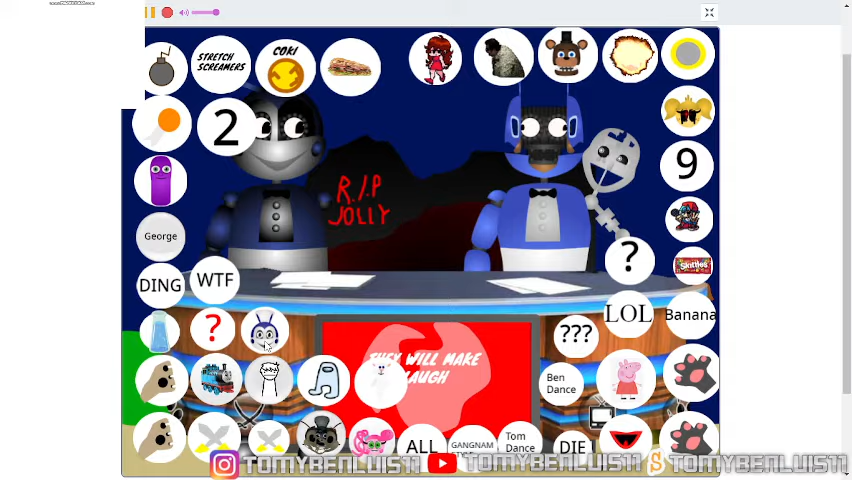 STRETCH
SCREAMERS
COKI
2
R.I.P
JOLLY
9
George
?
DING
WTF
Skittles
LOL
Banana
?
???
THEY WILL MAKE
LAUGH
Ben
Dance
ALL
GANGNAM
Tom
Dance
DIE
TOMYBENLUIS11
TOMYBENLUIS11
S
TOMYBENLUIS11